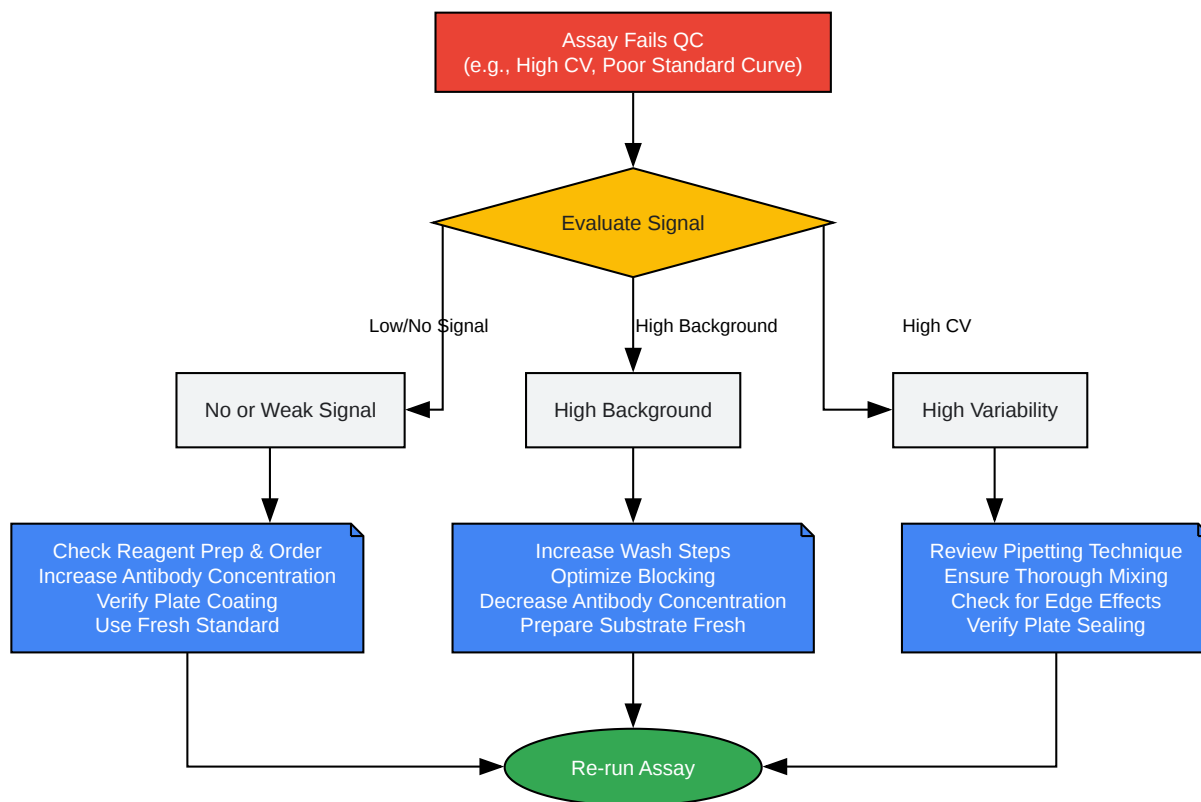 Assay Fails QC
(e.g., High CV, Poor Standard Curve)
Evaluate Signal
Low/No Signal
High Background
High CV
No or Weak Signal
High Background
High Variability
Check Reagent Prep & Order
Increase Antibody Concentration
Verify Plate Coating
Use Fresh Standard
Increase Wash Steps
Optimize Blocking
Decrease Antibody Concentration
Prepare Substrate Fresh
Review Pipetting Technique
Ensure Thorough Mixing
Check for Edge Effects
Verify Plate Sealing
Re-run Assay